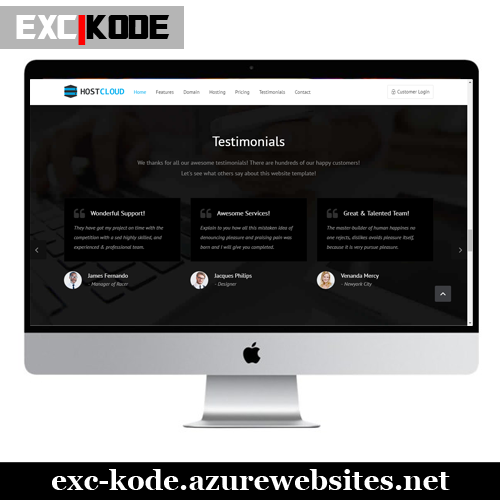 EXC|KODE
HOSTCLOUD
Home Features Domain Hosting Pricing Testimonials Contact Customer Login
Testimonials
We thanks for all our awesome testimonials! There are hundreds of our happy customers!
Let's see what others say about this website template!
Wonderful Support!
They have got my project on time with the
competition with a sed highly skilled, and
experienced & professional team.
James Fernando
- Manager of Racer
Awesome Services!
Explain to you how all this mistaken idea of
denouncing pleasure and praising pain was
born and I will give you completed.
Jacques Philips
- Designer
Great & Talented Team!
The master-builder of human happines no
one rejects, dislikes avoids pleasure itself,
because it is very pursue pleasure.
Venanda Mercy
- Newyerk City
exc-kode.azurewebsites.net